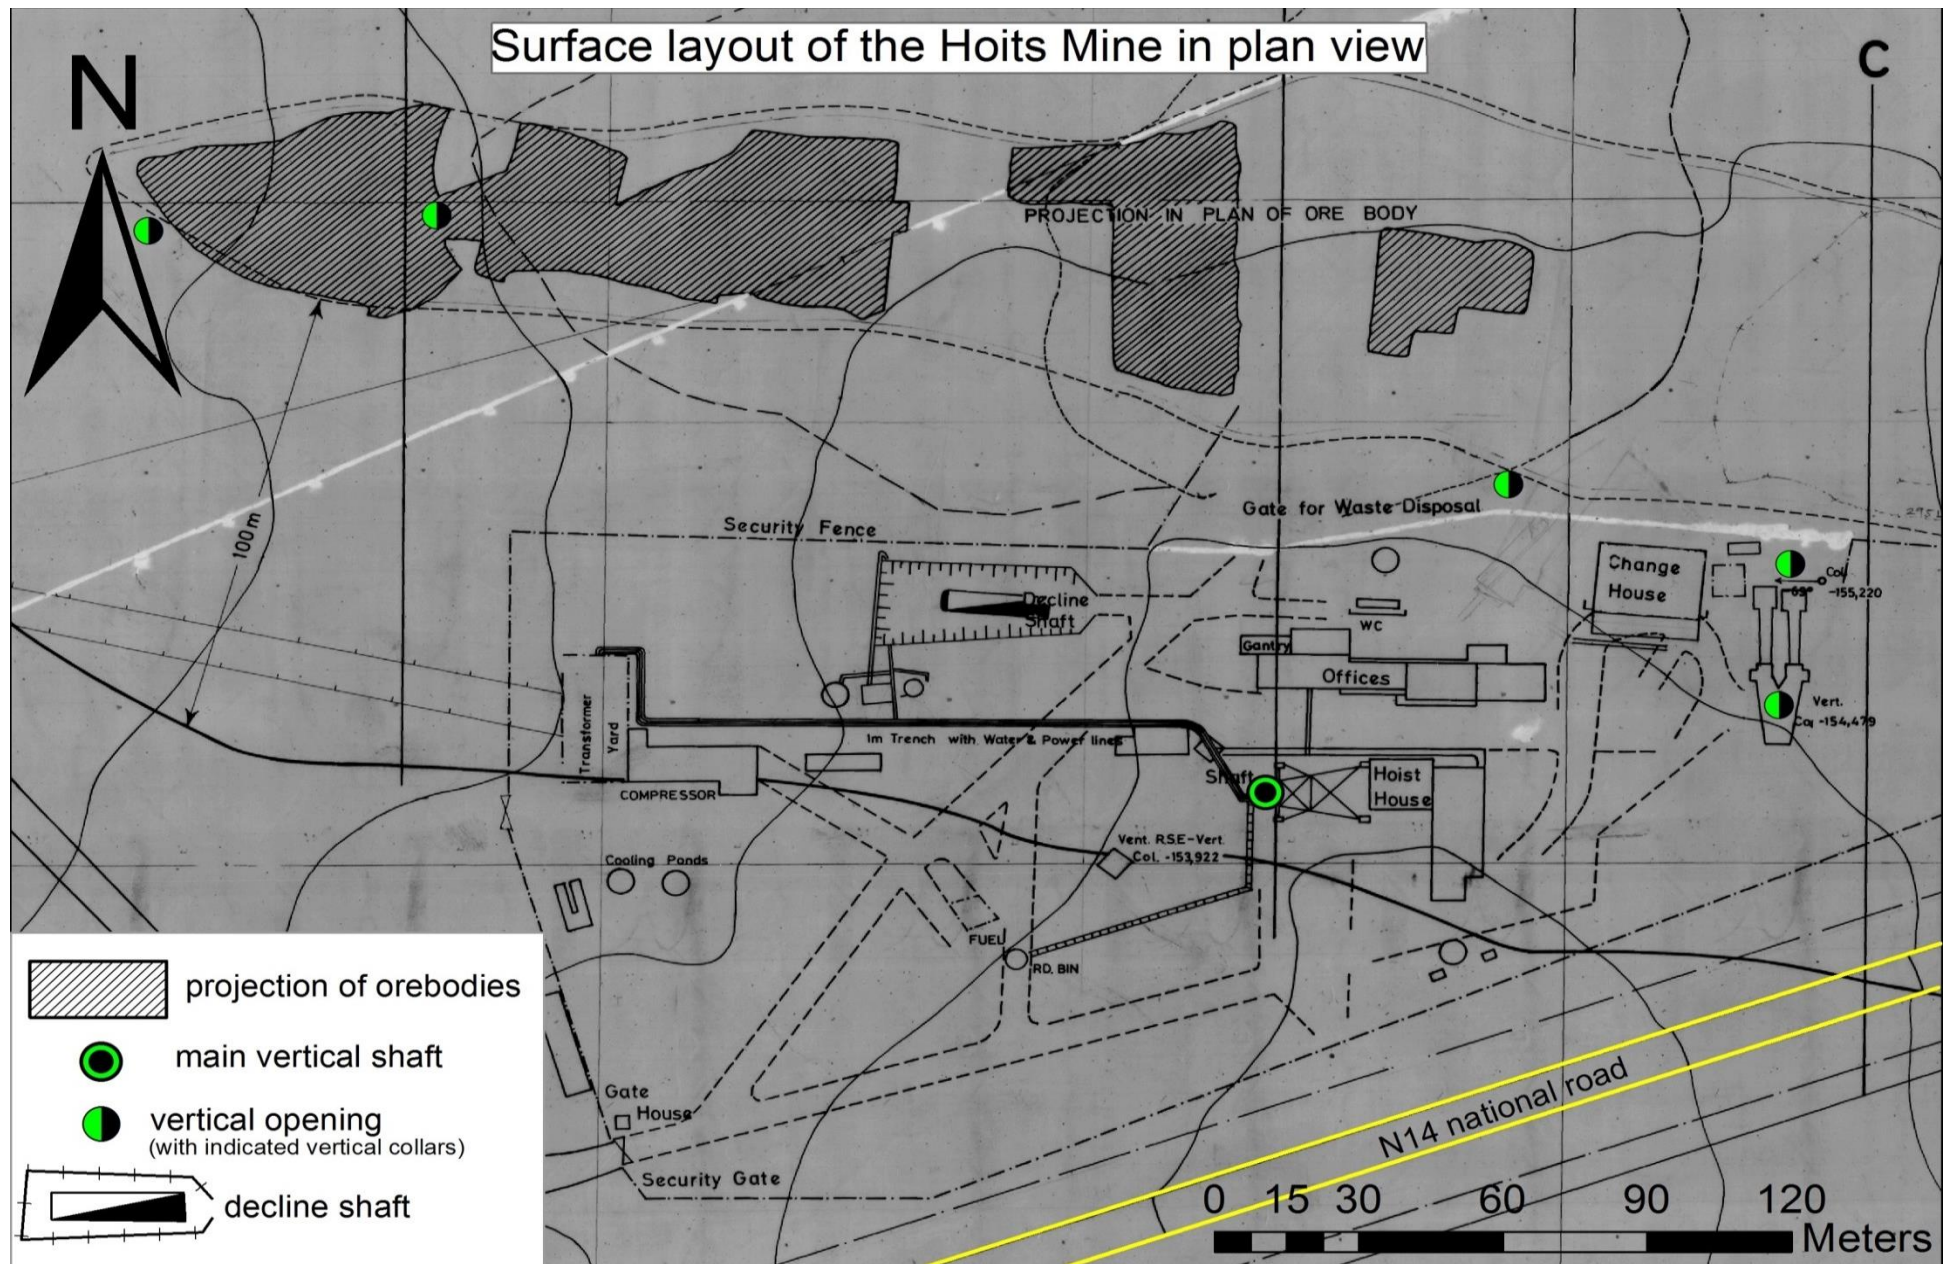 Surface layout of the Hoits Mine in plan view
N
C
PROJECTION IN PLAN OF ORE BODY
100m
Security Fence
Gate for Waste Disposal
Decline
Shaft
WC
Change
House
Col.
-65°
-155,220
Gantry
Offices
Transformer
Yard
Vert.
-154,479
1m Trench with Water & Power lines
Shaft
Hoist
House
COMPRESSOR
Vent. R.S.E-Vert.
Col. -153,922
Cooling Ponds
FUEL
RD. BIN
Gate
House
Security Gate
N14 national road
projection of orebodies
main vertical shaft
vertical opening
(with indicated vertical collars)
decline shaft
0 15 30 60 90 120
Meters